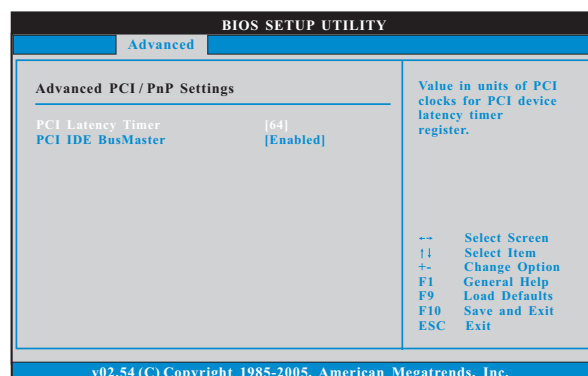 BIOS SETUP UTILITY
Advanced
Advanced PCI / PnP Settings
PCI Latency Timer [64]
PCI IDE BusMaster [Enabled]
Value in units of PCI
clocks for PCI device
latency timer
register.
←→ Select Screen
↑↓ Select Item
+- Change Option
F1 General Help
F9 Load Defaults
F10 Save and Exit
ESC Exit
v02.54 (C) Copyright 1985-2005, American Megatrends, Inc.